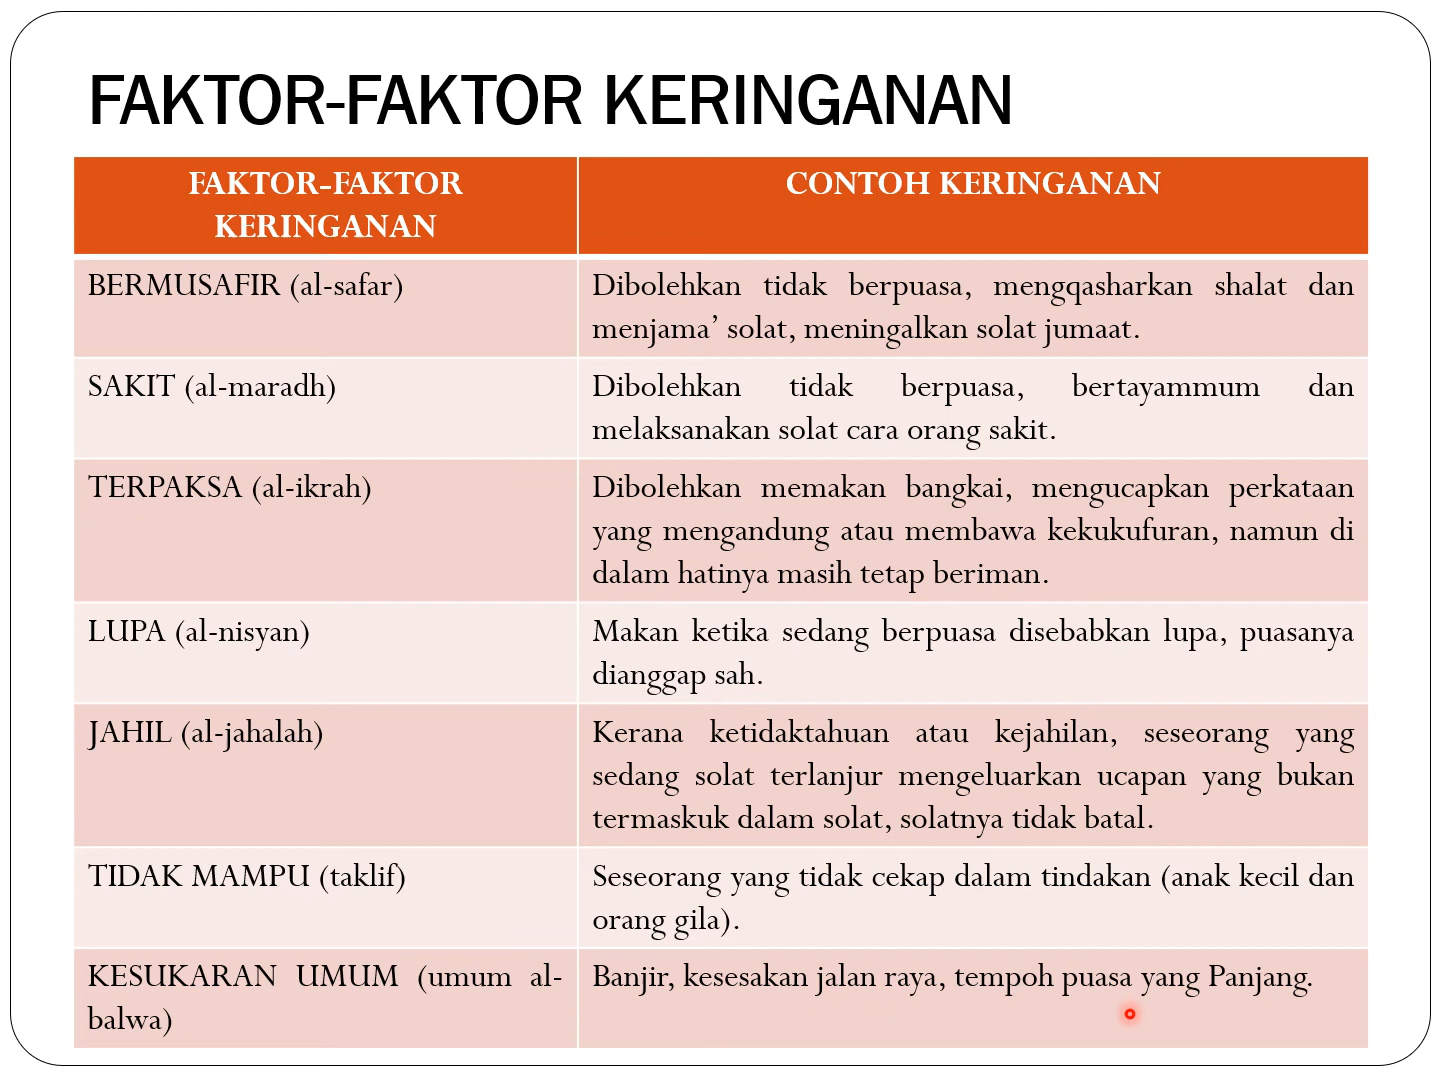 FAKTOR-FAKTOR KERINGANAN
FAKTOR-FAKTOR
KERINGANAN
CONTOH KERINGANAN
BERMUSAFIR (al-safar)
Dibolehkan tidak berpuasa, mengqasharkan shalat dan
menjama’ solat, meningalkan solat jumaat.
SAKIT (al-maradh)
Dibolehkan tidak berpuasa, bertayammum dan
melaksanakan solat cara orang sakit.
TERPAKSA (al-ikrah)
Dibolehkan memakan bangkai, mengucapkan perkataan
yang mengandung atau membawa kekukufuran, namun di
dalam hatinya masih tetap beriman.
LUPA (al-nisyan)
Makan ketika sedang berpuasa disebabkan lupa, puasanya
dianggap sah.
JAHIL (al-jahalah)
Kerana ketidaktahuan atau kejahilan, seseorang yang
sedang solat terlanjur mengeluarkan ucapan yang bukan
termaskuk dalam solat, solatnya tidak batal.
TIDAK MAMPU (taklif)
Seseorang yang tidak cekap dalam tindakan (anak kecil dan
orang gila).
KESUKARAN UMUM (umum al-
balwa)
Banjir, kesesakan jalan raya, tempoh puasa yang Panjang.